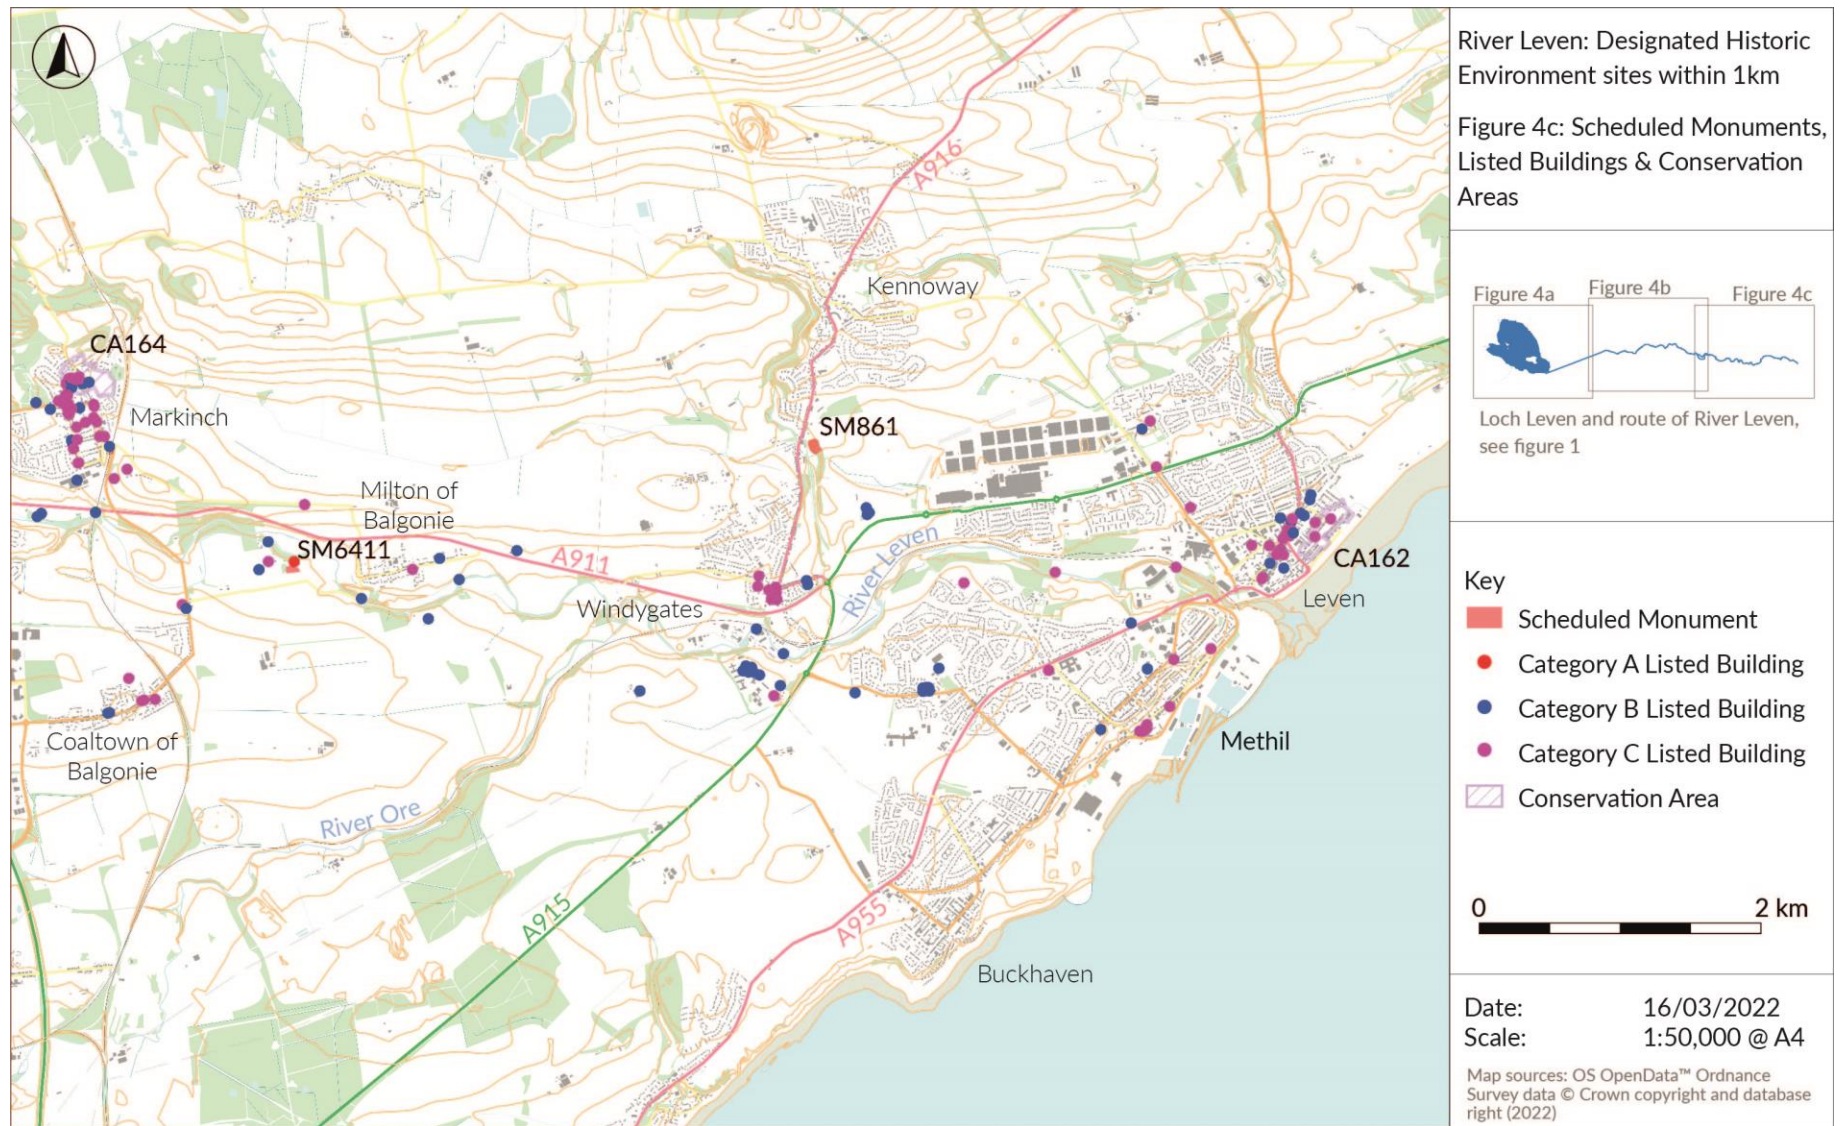 River Leven: Designated Historic
Environment sites within 1km
Figure 4c: Scheduled Monuments,
Listed Buildings & Conservation
Areas
Figure 4a
Figure 4b
Figure 4c
Loch Leven and route of River Leven,
see figure 1
Key
Scheduled Monument
Category A Listed Building
Category B Listed Building
Category C Listed Building
Conservation Area
0
2 km
Date:
16/03/2022
Scale:
1:50,000 @ A4
Map sources: OS OpenData™ Ordnance
Survey data © Crown copyright and database
right (2022)
A916
Kennoway
CA164
Markinch
SM861
Milton of
Balgonie
SM6411
A911
River Leven
CA162
Windygates
Leven
Coaltown of
Balgonie
Methil
River Ore
A915
A955
Buckhaven